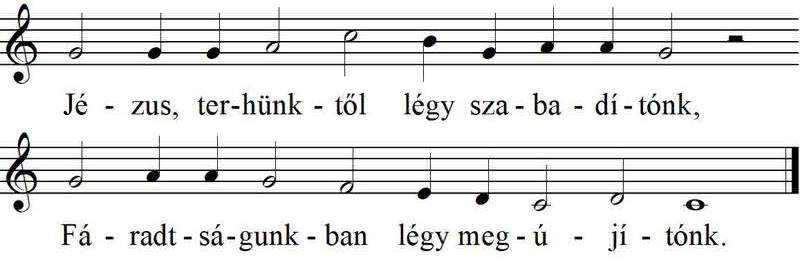 Jé - zus, ter-hünk - től légy sza - ba - dí - tónk,
Fá - radt - sá - gunk - ban légy meg - ú - jí - tónk.